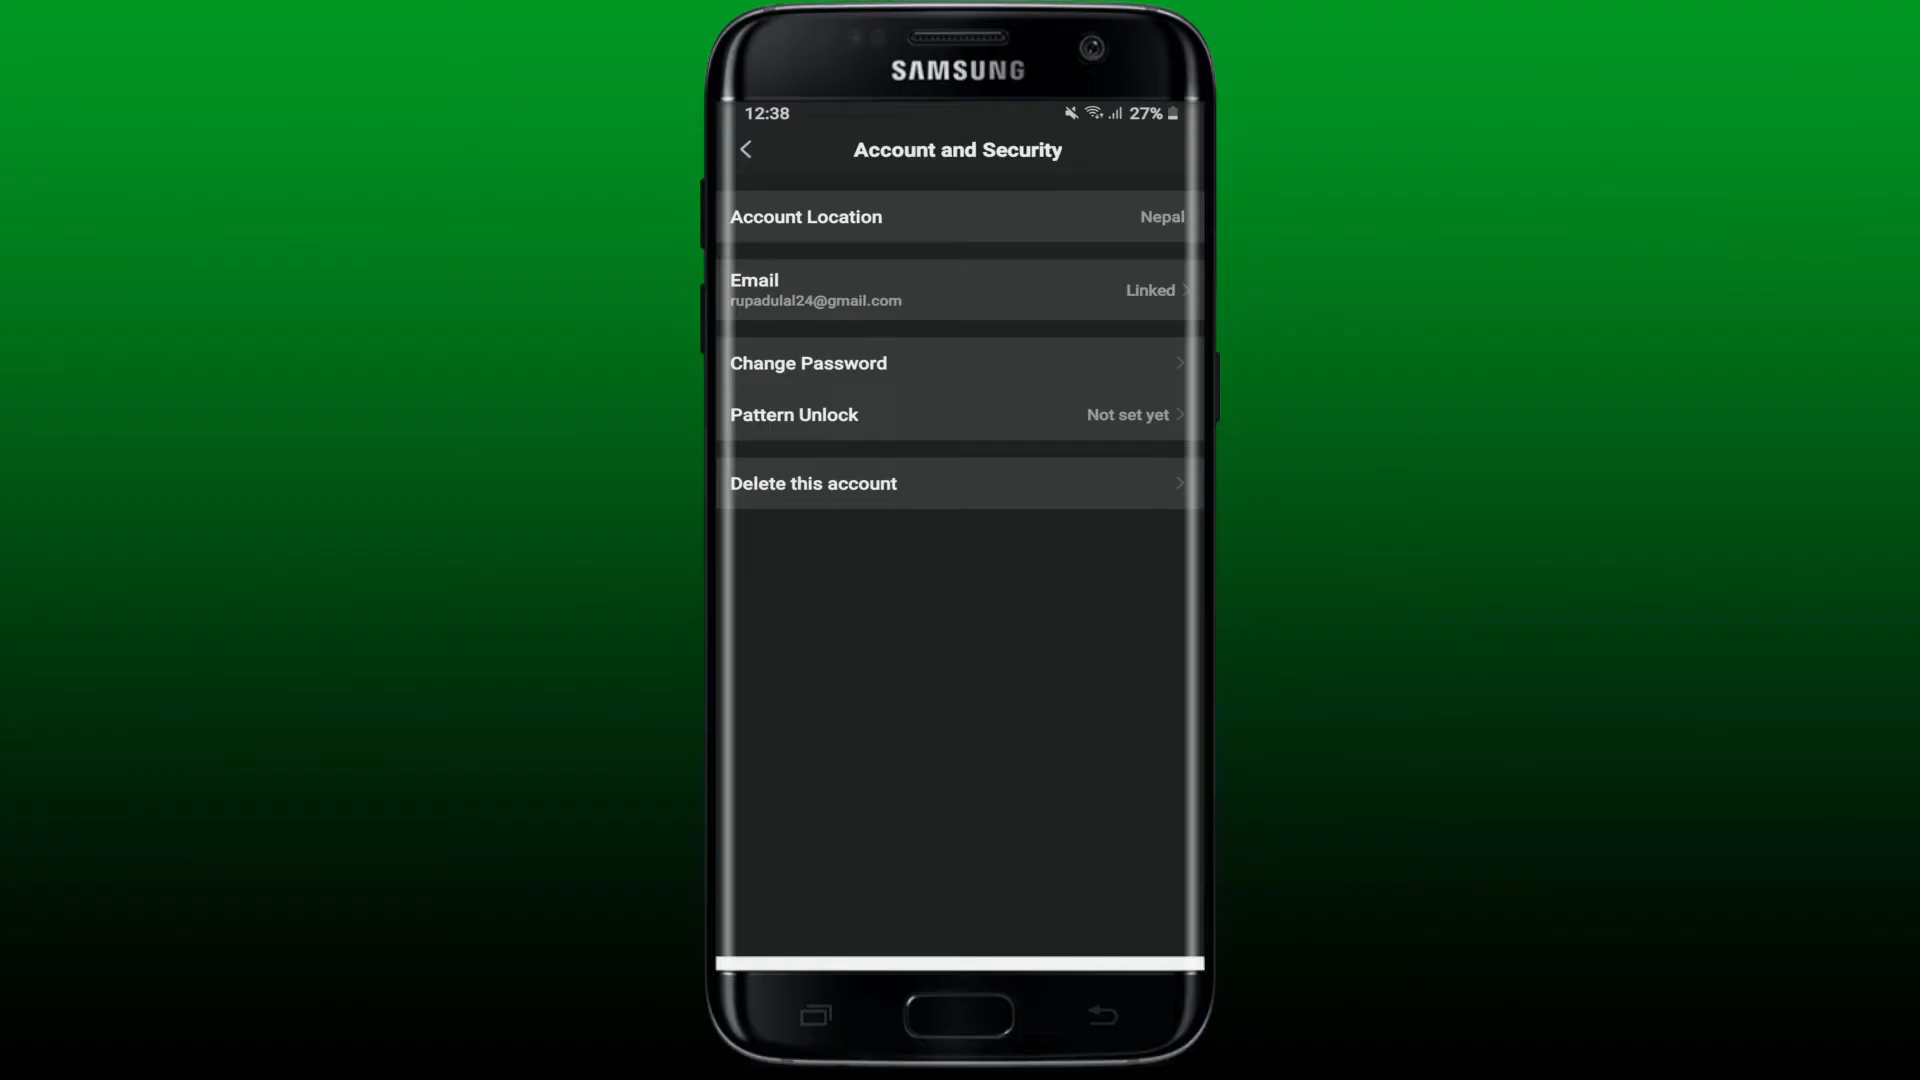 SAMSUNG
12:38 27%
Account and Security
Account Location Nepal
Email
rupadulal24@gmail.com Linked
Change Password
Pattern Unlock Not set yet
Delete this account